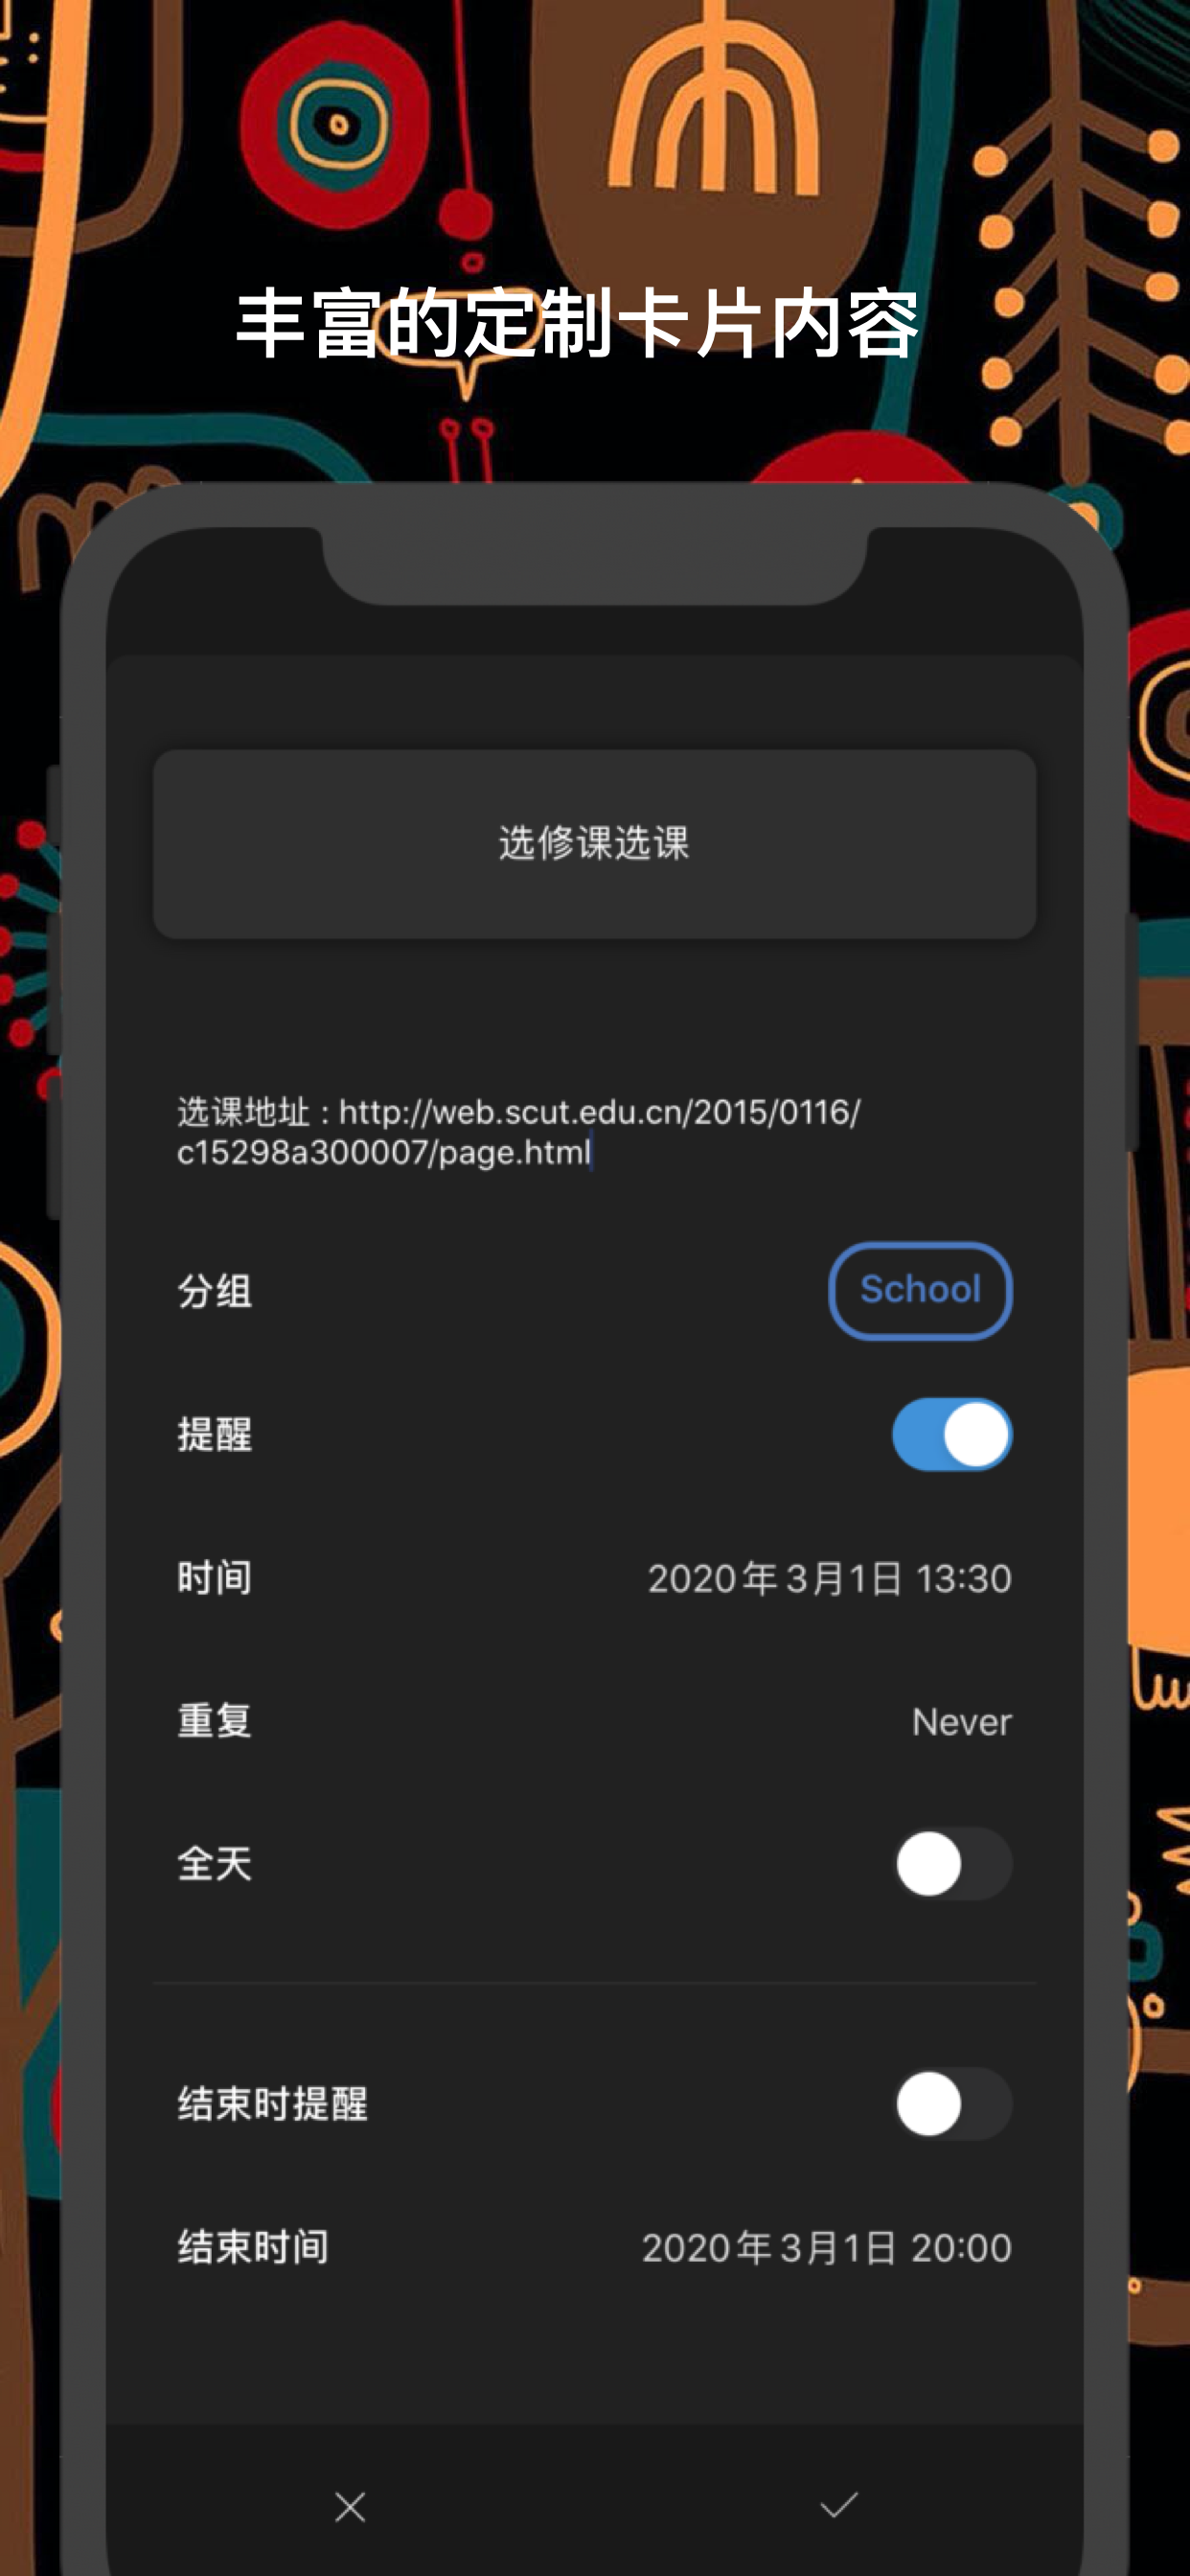 丰富的定制卡片内容
选修课选课
选课地址：http://web.scut.edu.cn/2015/0116/
c15298a300007/page.html
分组 School
提醒
时间 2020年3月1日 13:30
重复 Never
全天
结束时提醒
结束时间 2020年3月1日 20:00